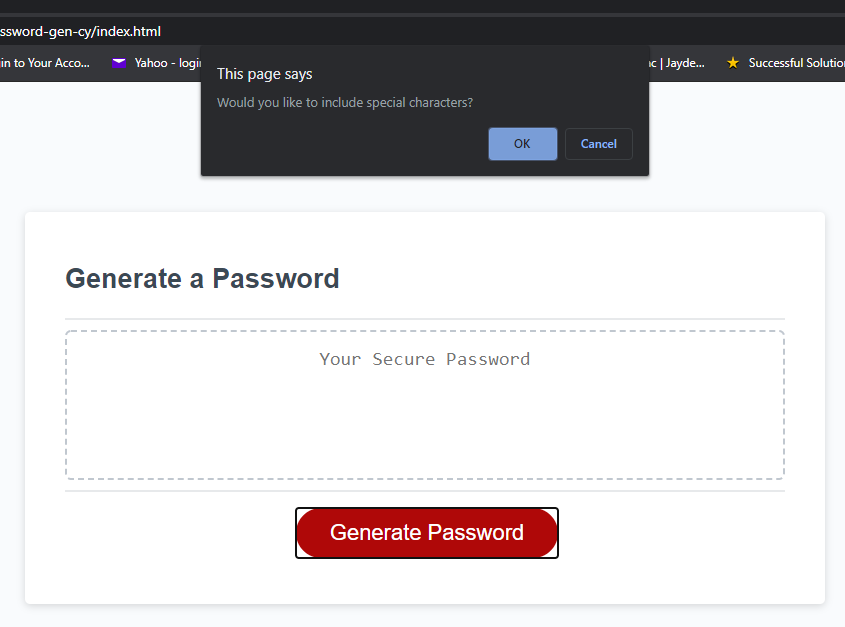 ssword-gen-cy/index.html
in to Your Acco... Yahoo - login | Jayde... Successful Solutio
This page says
Would you like to include special characters?
OK Cancel
Generate a Password
Your Secure Password
Generate Password